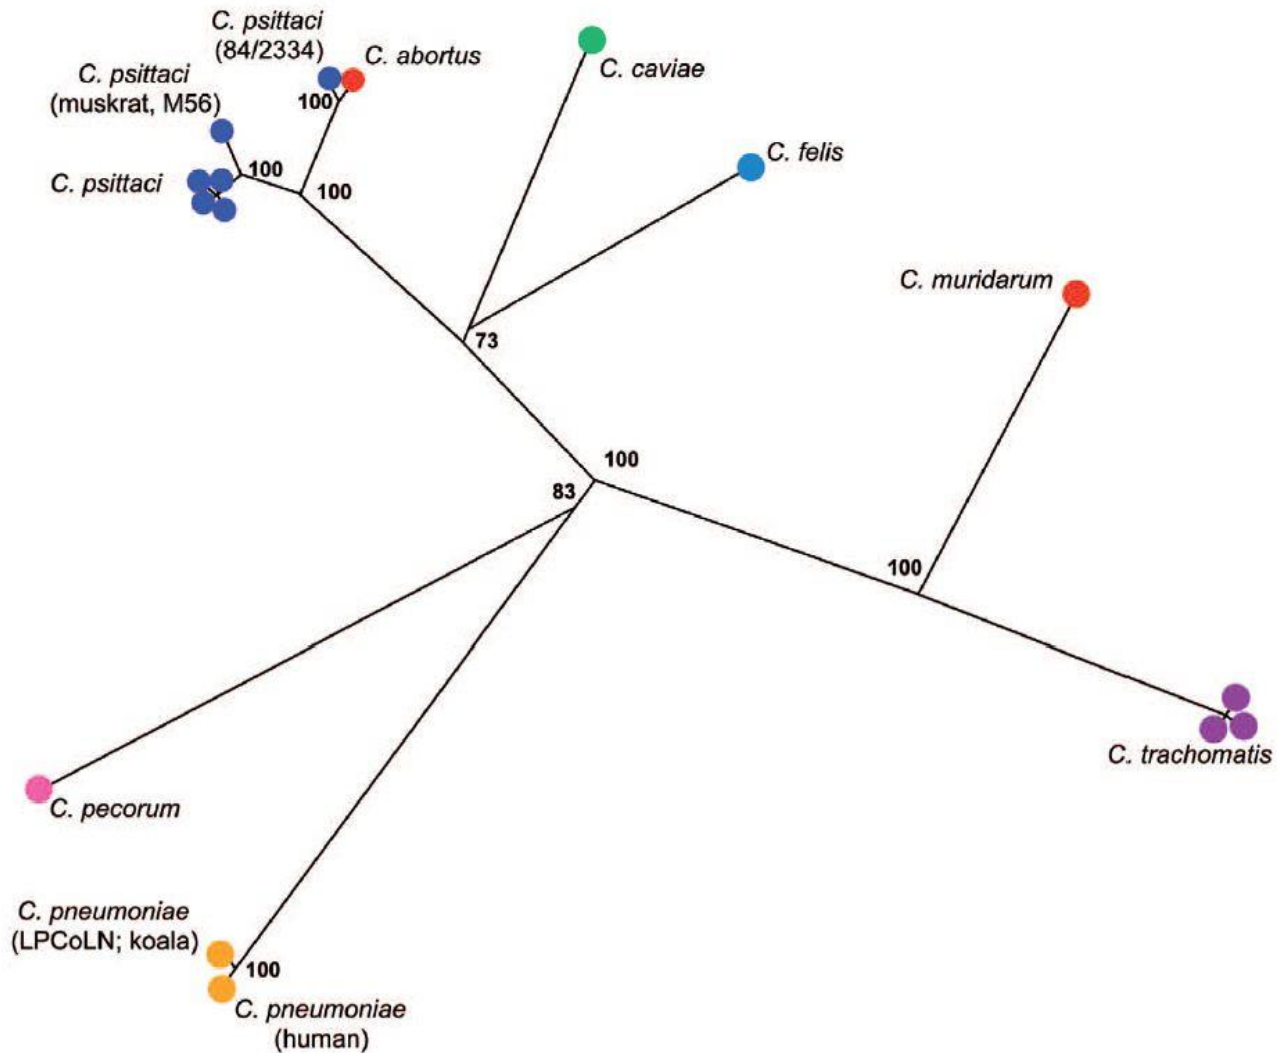 C. psittaci
(84/2334)
C. abortus
C. caviae
C. psittaci
(muskrat, M56)
100
C. felis
100
C. psittaci
100
C. muridarum
73
100
83
100
C. trachomatis
C. pecorum
C. pneumoniae
(LPCoLN; koala)
100
C. pneumoniae
(human)